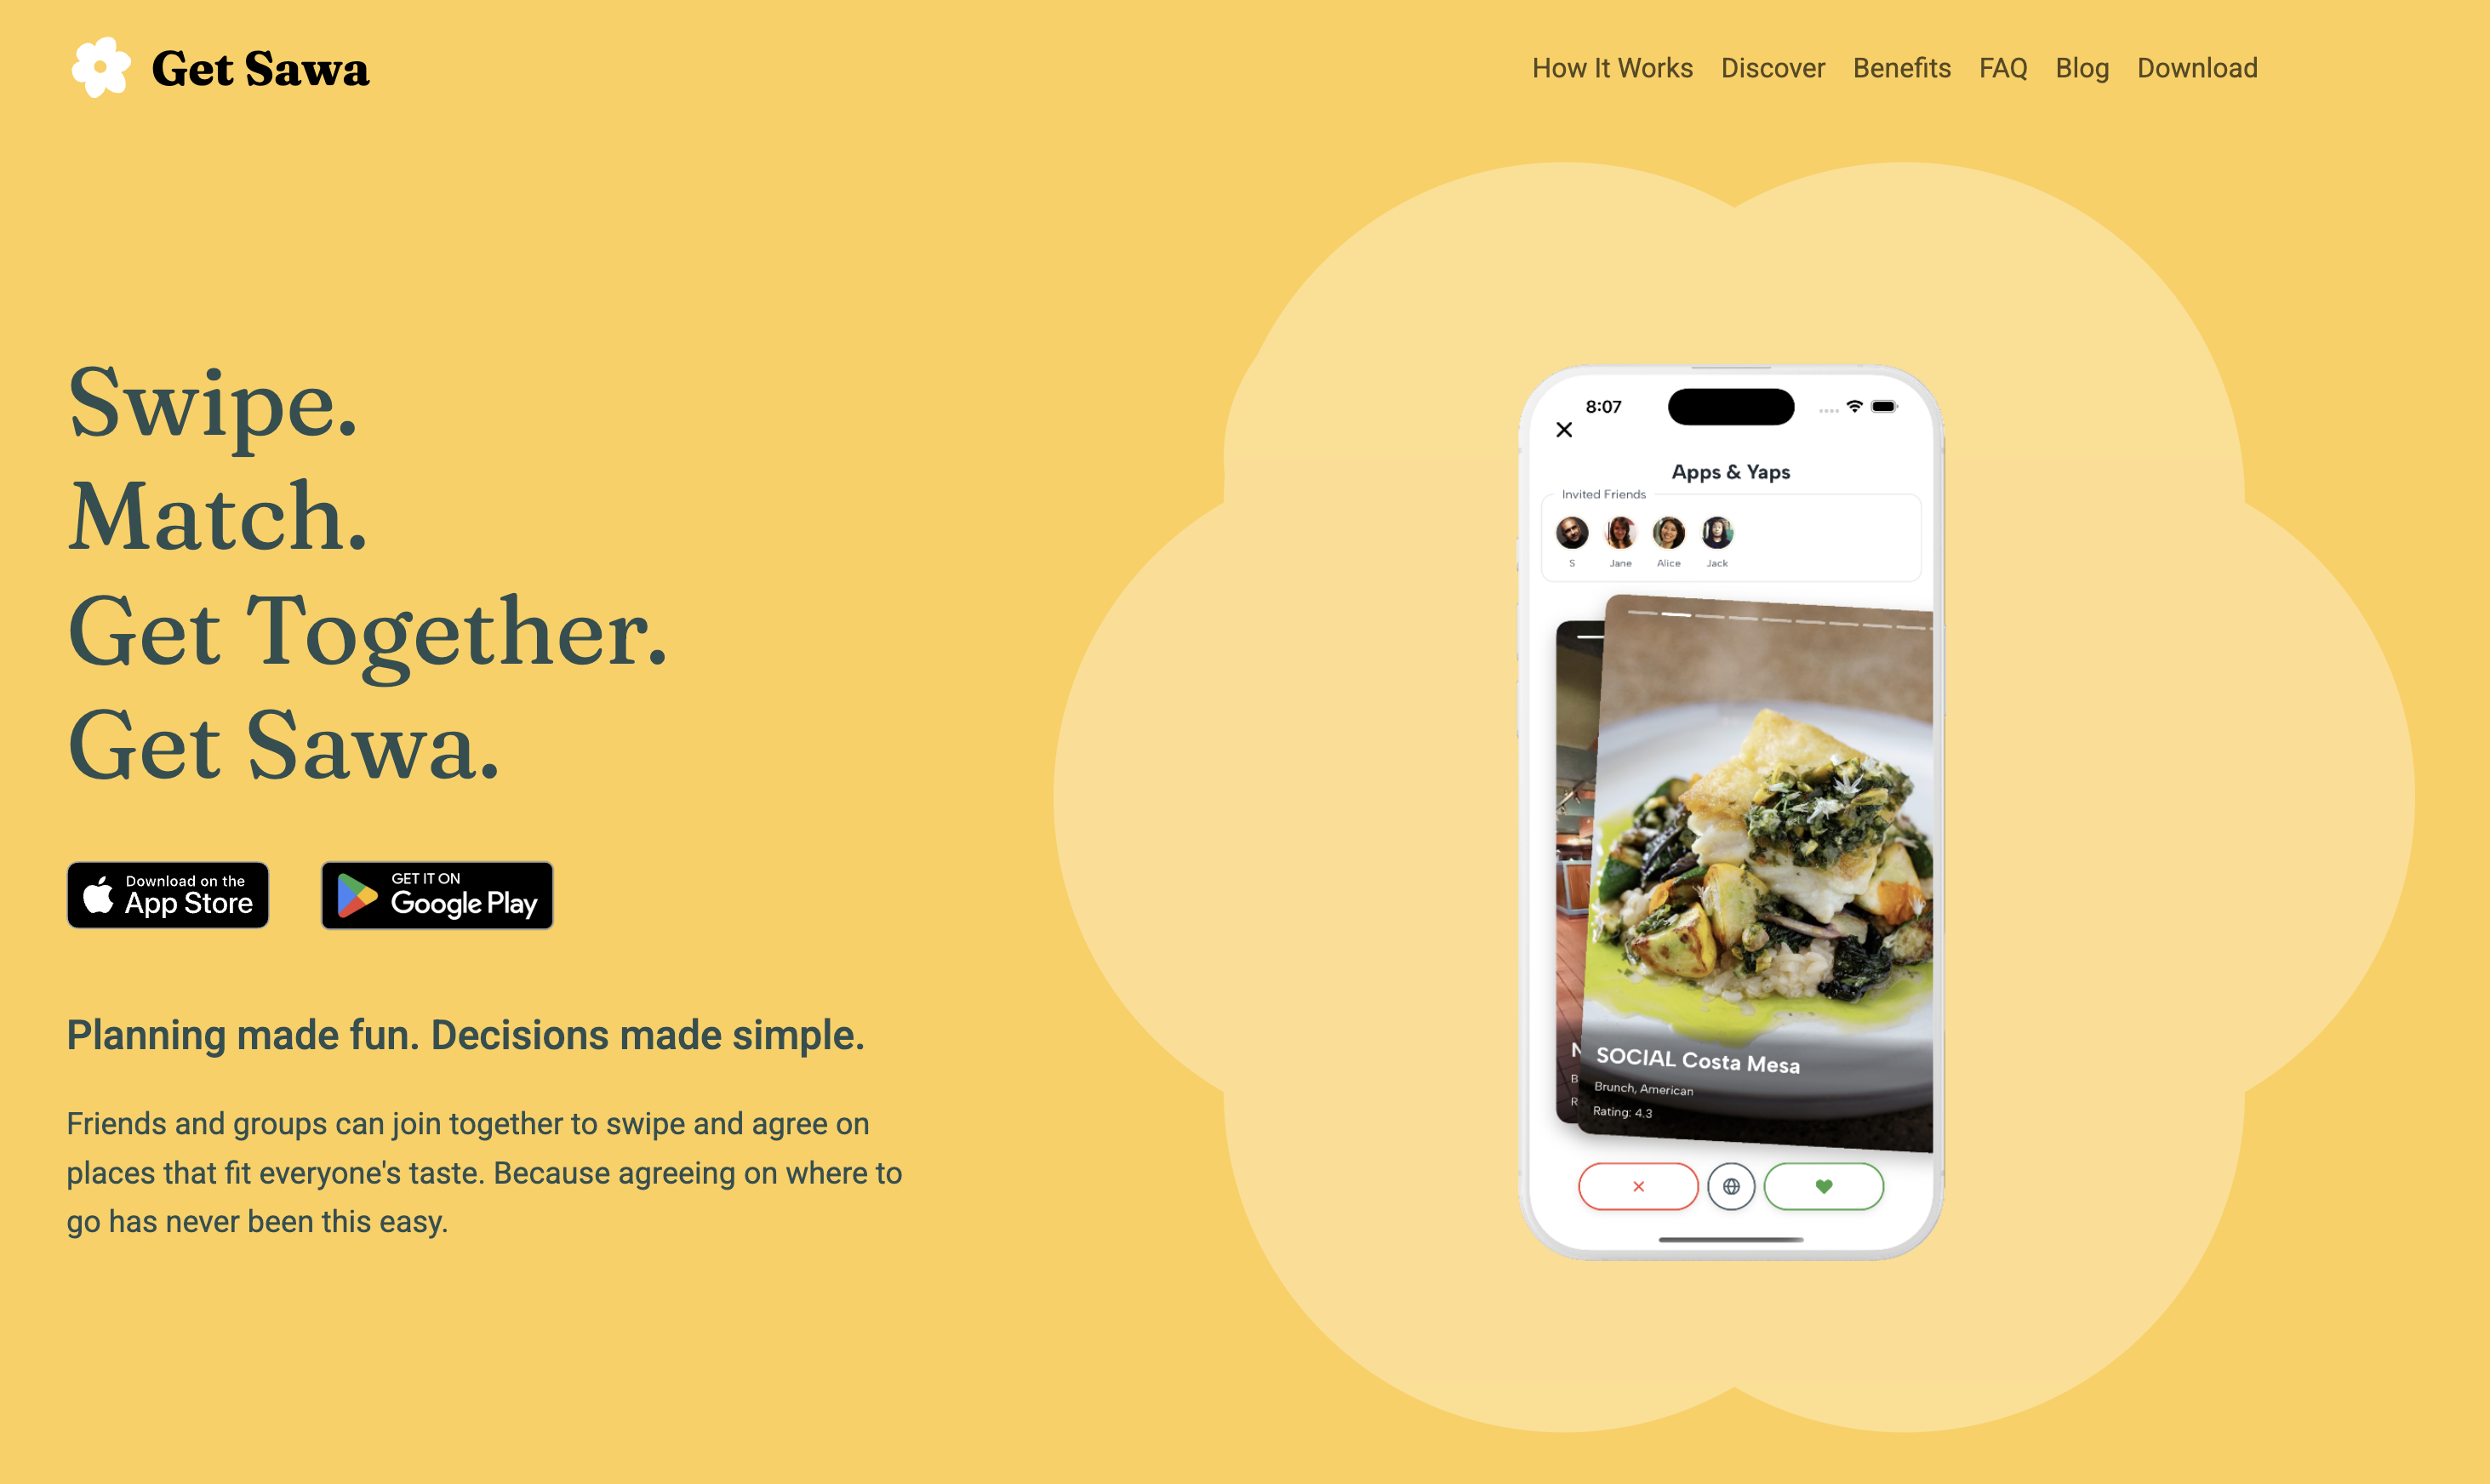 Get Sawa
How It Works Discover Benefits FAQ Blog Download
Swipe.
Match.
Get Together.
Get Sawa.
Download on the
App Store
GET IT ON
Google Play
Planning made fun. Decisions made simple.
Friends and groups can join together to swipe and agree on
places that fit everyone's taste. Because agreeing on where to
go has never been this easy.
8:07
Apps & Yaps
Invited Friends
S Jane Alice Jack
N
B
R
SOCIAL Costa Mesa
Brunch, American
Rating: 4.3